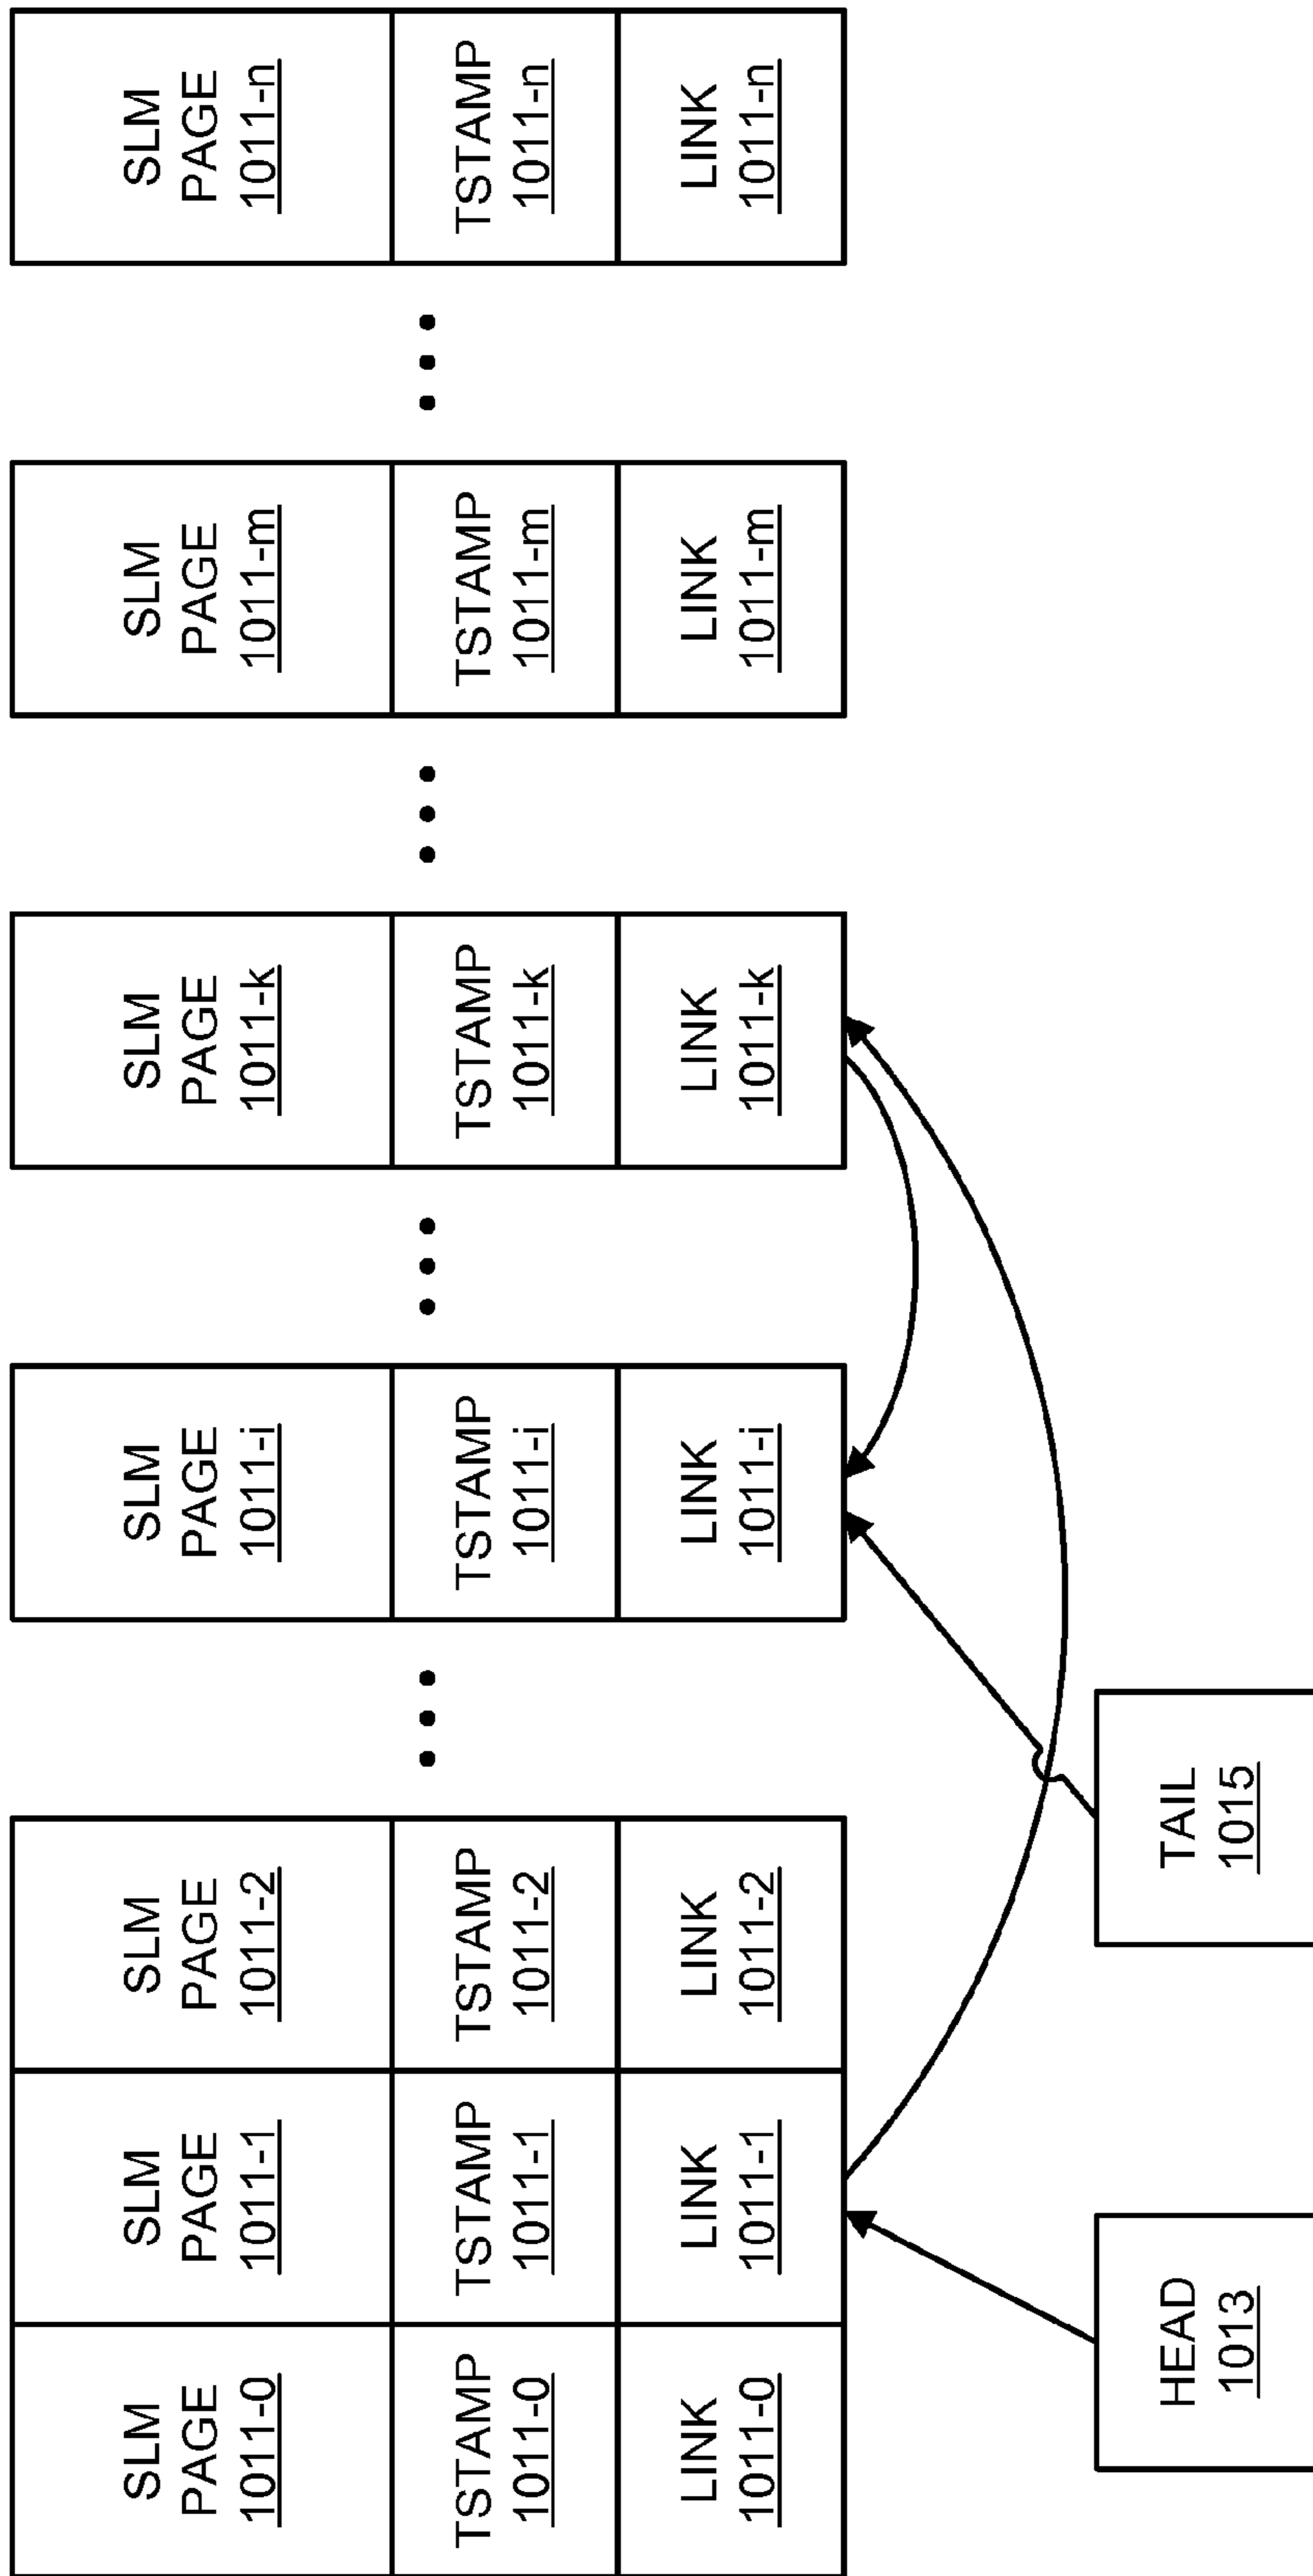 SLM
PAGE
1011-0
SLM
PAGE
1011-1
SLM
PAGE
1011-2
SLM
PAGE
1011-i
SLM
PAGE
1011-k
SLM
PAGE
1011-m
SLM
PAGE
1011-n
TSTAMP
1011-0
TSTAMP
1011-1
TSTAMP
1011-2
TSTAMP
1011-i
TSTAMP
1011-k
TSTAMP
1011-m
TSTAMP
1011-n
LINK
1011-0
LINK
1011-1
LINK
1011-2
LINK
1011-i
LINK
1011-k
LINK
1011-m
LINK
1011-n
HEAD
1013
TAIL
1015